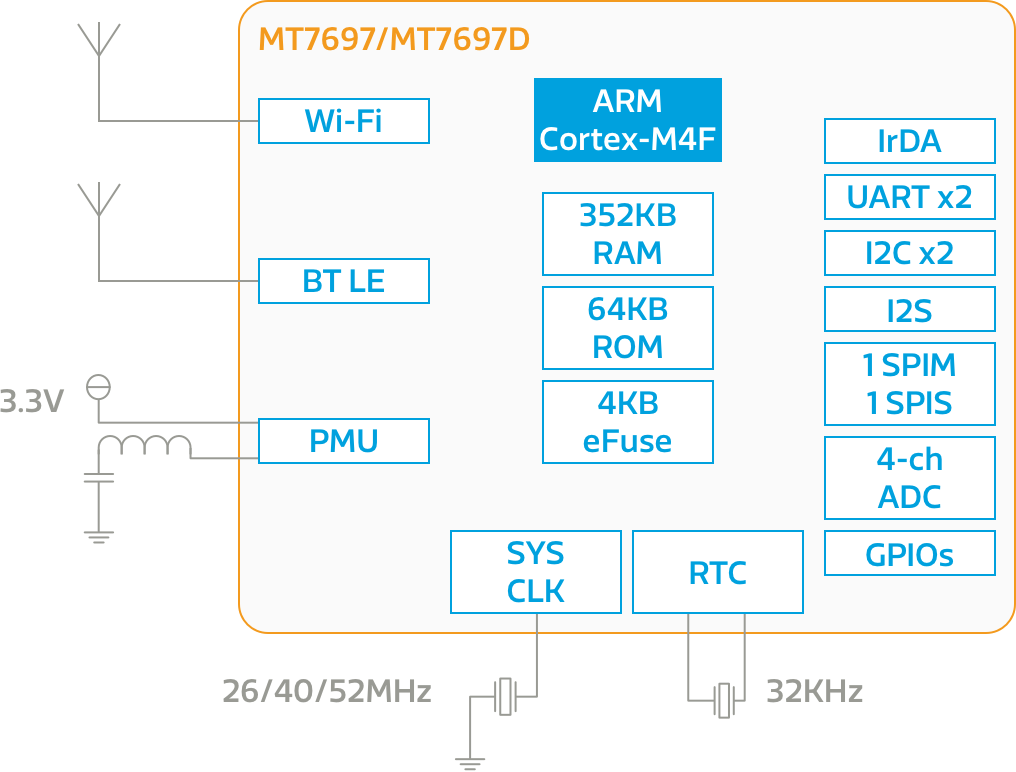 MT7697/MT7697D
Wi-Fi
BT LE
3.3V
PMU
ARM
Cortex-M4F
352KB
RAM
64KB
ROM
4KB
eFuse
IrDA
UART x2
I2C x2
I2S
1 SPIM
1 SPIS
4-ch
ADC
GPIOs
SYS
CLK
RTC
26/40/52MHz
32KHz